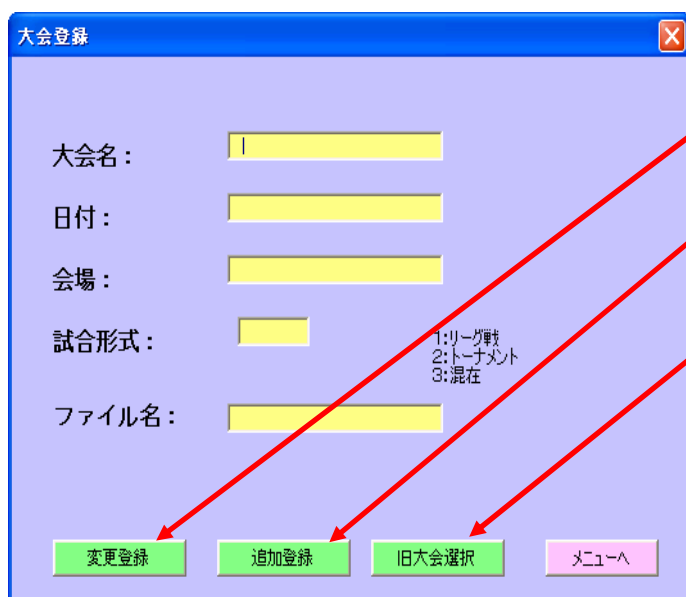 大会登録
大会名：
日付：
会場：
試合形式：
1:リーグ戦
2:トーナメント
3:混在
ファイル名：
変更登録
追加登録
旧大会選択
メニューへ